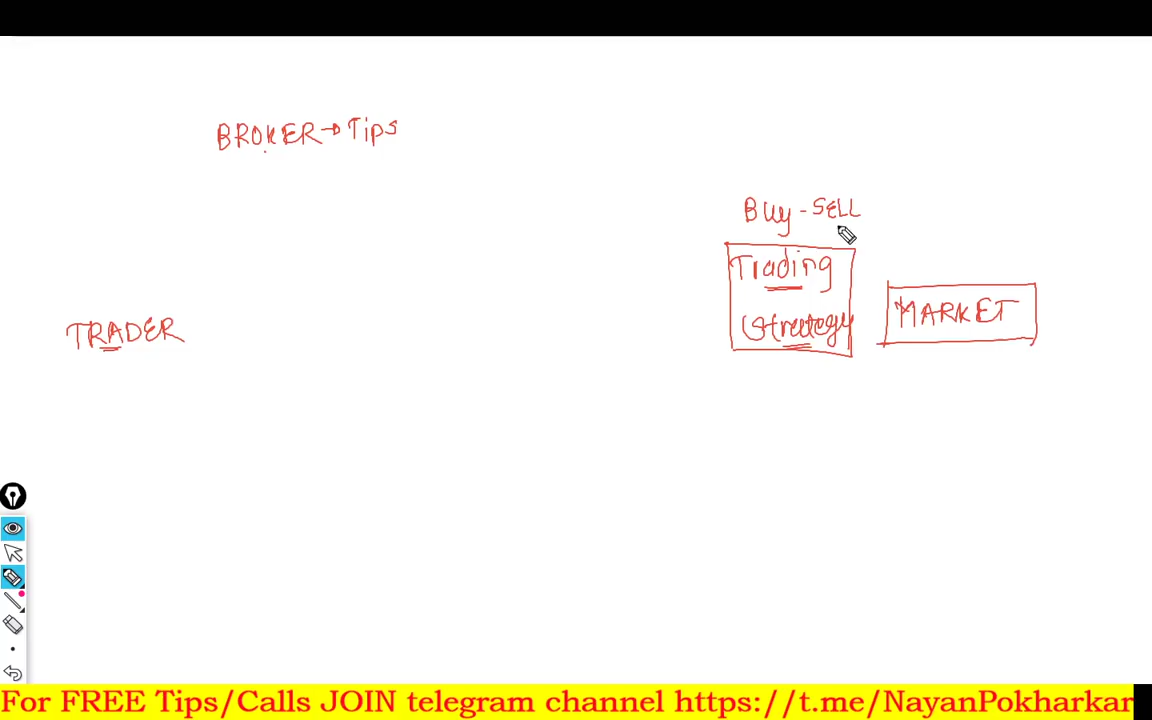 BROKER → Tips
Buy - SELL
Trading
Strategy
MARKET
TRADER
For FREE Tips/Calls JOIN telegram channel https://t.me/NayanPokharkar